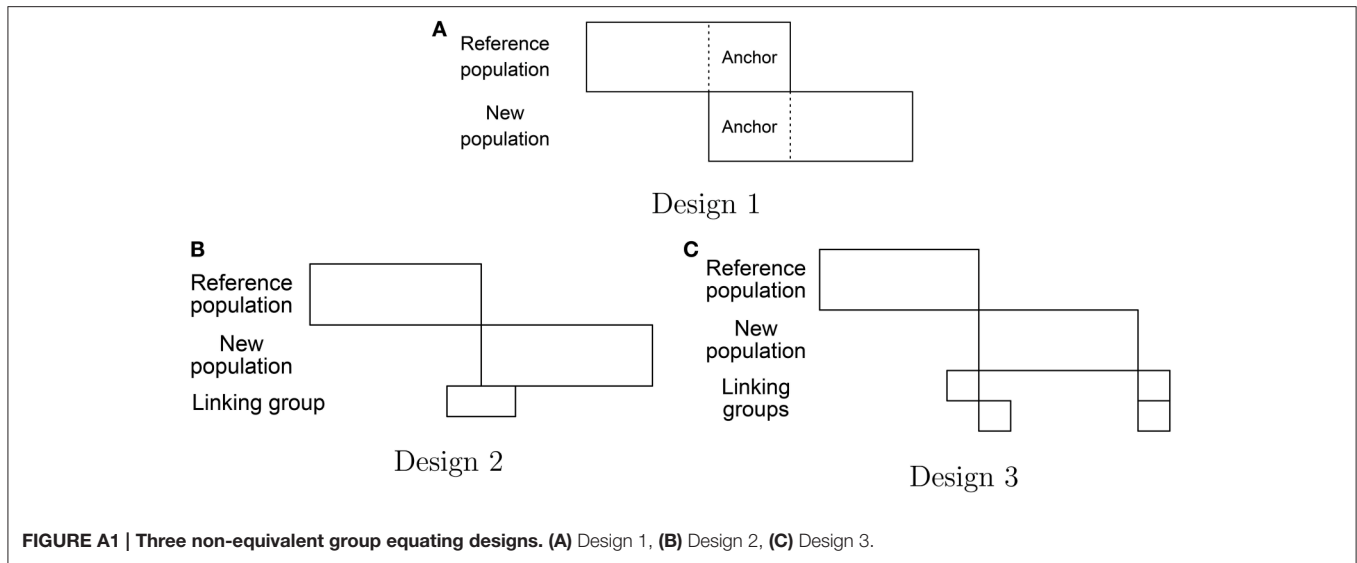 A
Reference
population
Anchor
New
population
Anchor
Design 1
B
Reference
population
New
population
Linking group
Design 2
C
Reference
population
New
population
Linking
groups
Design 3
FIGURE A1 | Three non-equivalent group equating designs. (A) Design 1, (B) Design 2, (C) Design 3.